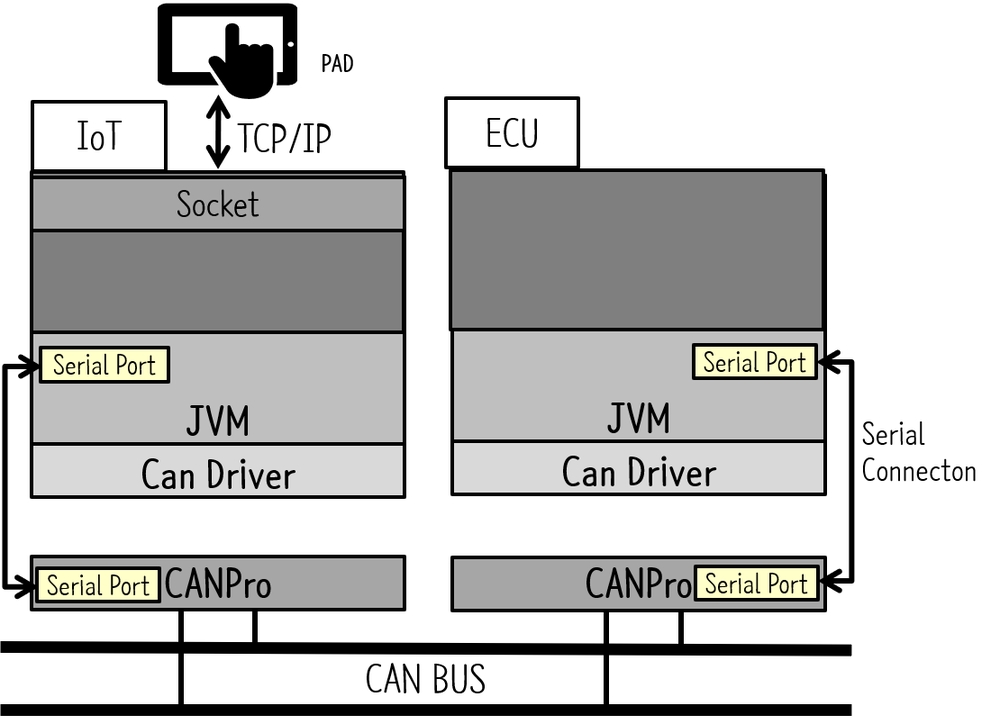 PAD
IoT
TCP/IP
ECU
Socket
Serial Port
JVM
Can Driver
Serial Port
JVM
Can Driver
Serial
Connecton
Serial Port CANPro
CANPro Serial Port
CAN BUS